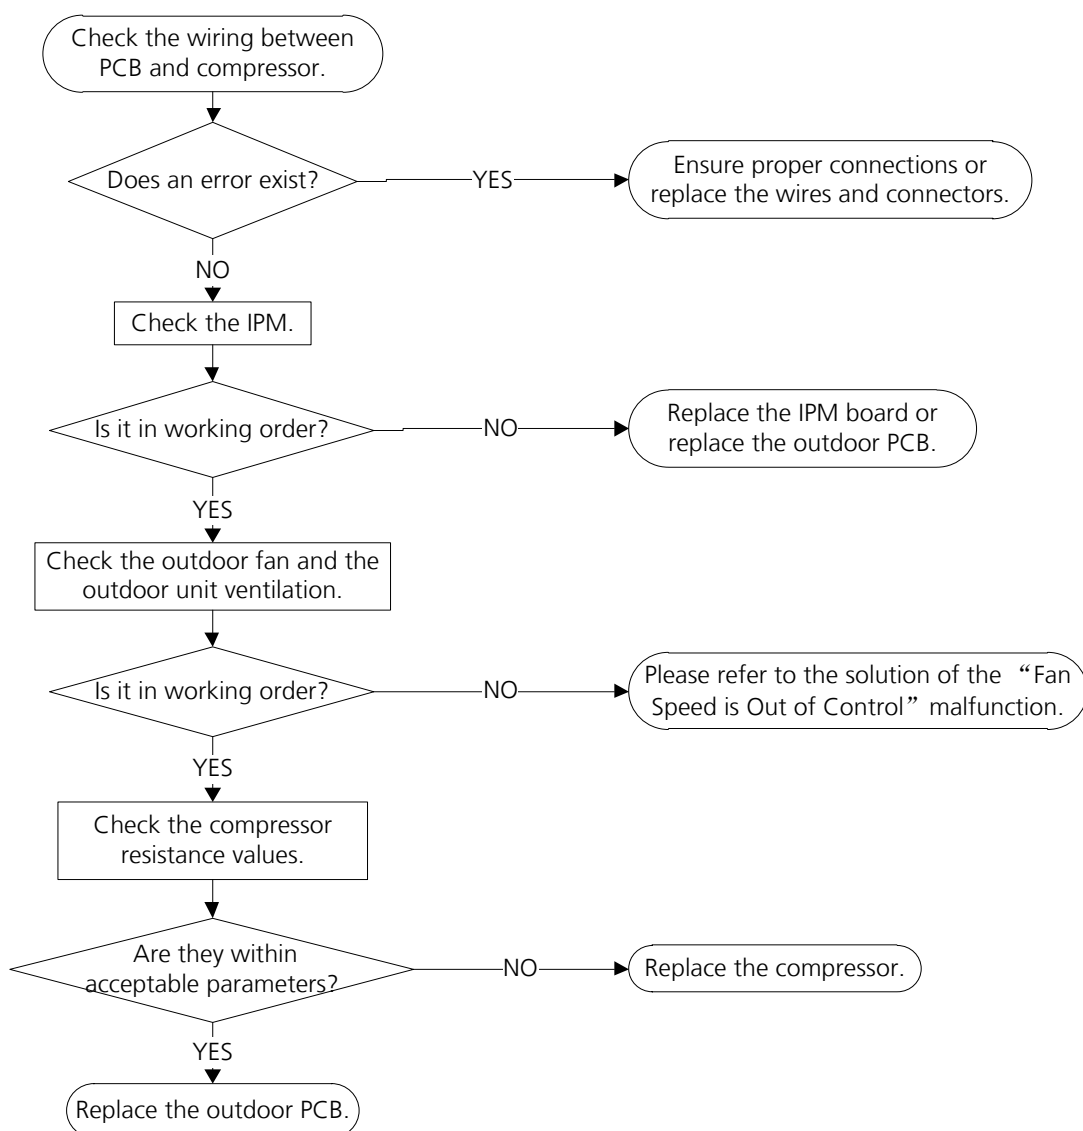 Check the wiring between
PCB and compressor.
Does an error exist?
YES
Ensure proper connections or
replace the wires and connectors.
NO
Check the IPM.
Is it in working order?
NO
Replace the IPM board or
replace the outdoor PCB.
YES
Check the outdoor fan and the
outdoor unit ventilation.
Is it in working order?
NO
Please refer to the solution of the “Fan
Speed is Out of Control” malfunction.
YES
Check the compressor
resistance values.
Are they within
acceptable parameters?
NO
Replace the compressor.
YES
Replace the outdoor PCB.